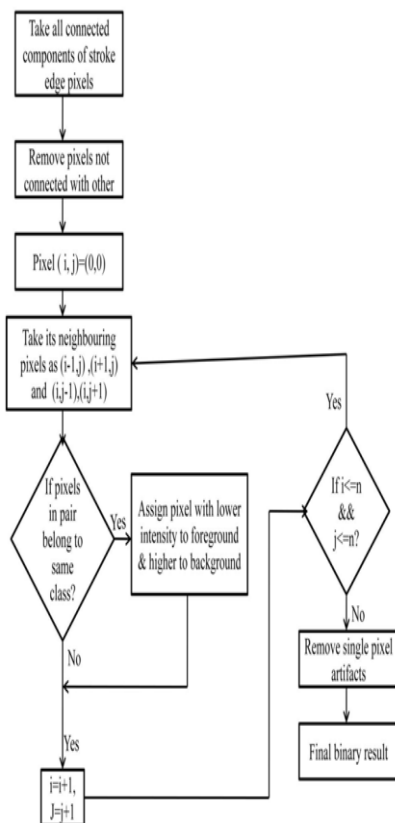 Take all connected
components of stroke
edge pixels
Remove pixels not
connected with other
Pixel ( i, j)=(0,0)
Take its neighbouring
pixels as (i-1,j) ,(i+1,j)
and (i,j-1),(i,j+1)
If
pixels
in pair
belong to
same
class?
Yes
Assign pixel with lower
intensity to foreground
& higher to background
No
Yes
i=i+1,
J=j+1
Yes
If i<=n
&&
j<=n?
No
Remove single pixel
artifacts
Final binary result